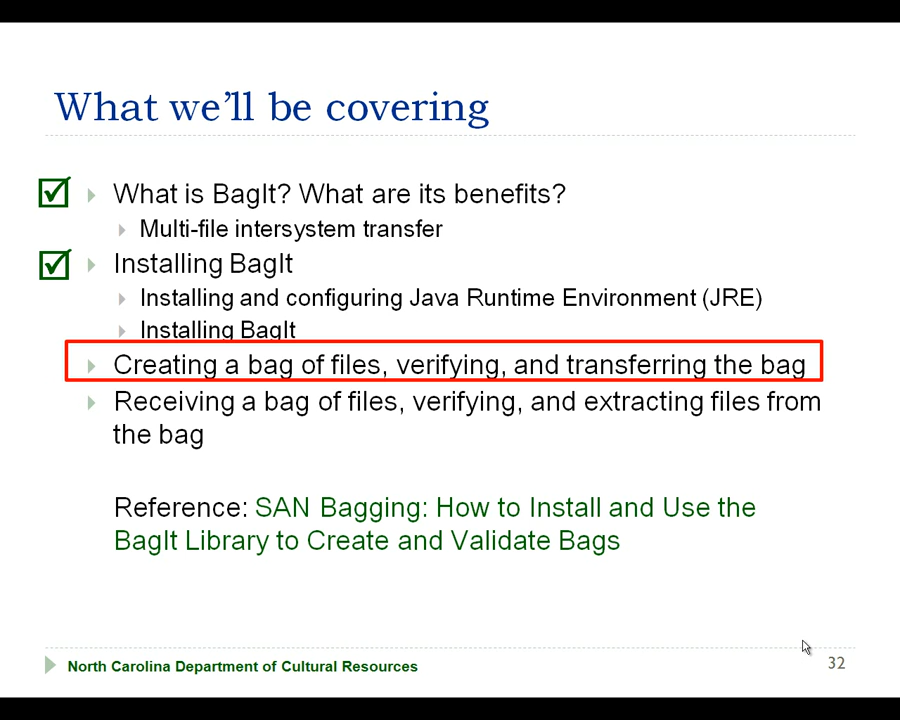 What we'll be covering
What is BagIt? What are its benefits?
Multi-file intersystem transfer
Installing BagIt
Installing and configuring Java Runtime Environment (JRE)
Installing BagIt
Creating a bag of files, verifying, and transferring the bag
Receiving a bag of files, verifying, and extracting files from
the bag
Reference: SAN Bagging: How to Install and Use the
BagIt Library to Create and Validate Bags
North Carolina Department of Cultural Resources
32